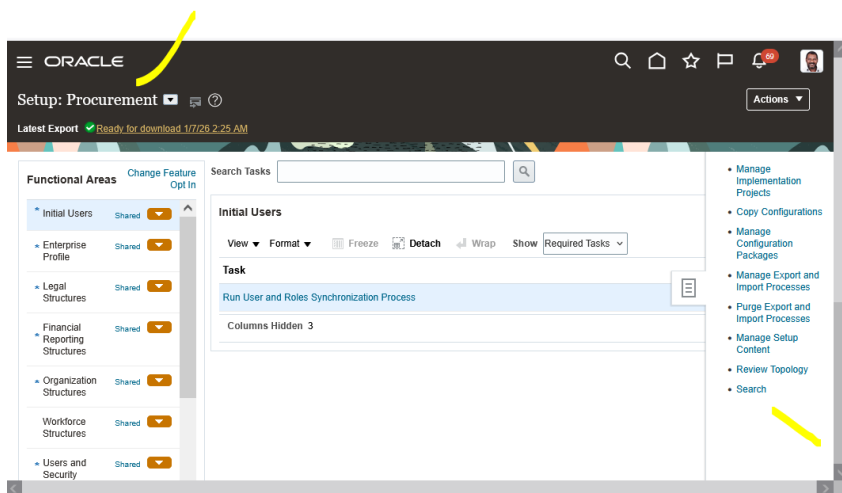 ORACLE
69
Setup: Procurement
Actions
Latest Export Ready for download 1/7/26 2:25 AM
Functional Areas
Change Feature
Opt In
* Initial Users Shared
* Enterprise Shared
Profile
* Legal Shared
Structures
Financial Shared
* Reporting
Structures
* Organization Shared
Structures
Workforce Shared
Structures
* Users and Shared
Security
Search Tasks
Initial Users
View Format Freeze Detach Wrap Show Required Tasks
Task
Run User and Roles Synchronization Process
Columns Hidden 3
• Manage
Implementation
Projects
• Copy Configurations
• Manage
Configuration
Packages
• Manage Export and
Import Processes
• Purge Export and
Import Processes
• Manage Setup
Content
• Review Topology
• Search